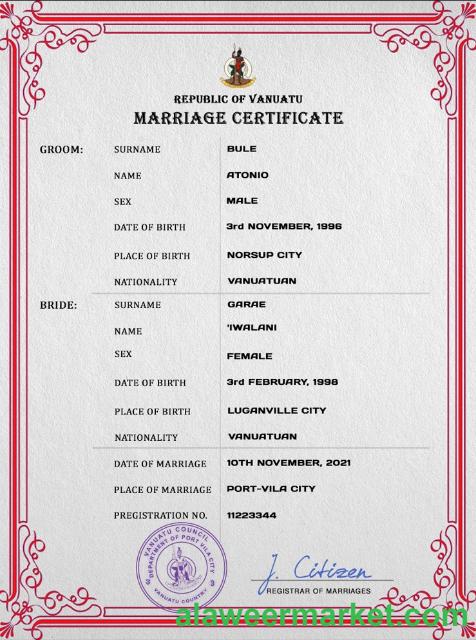 REPUBLIC OF VANUATU
MARRIAGE CERTIFICATE
GROOM: SURNAME BULE
NAME ATONIO
SEX MALE
DATE OF BIRTH 3rd NOVEMBER, 1996
PLACE OF BIRTH NORSUP CITY
NATIONALITY VANUATUAN
BRIDE: SURNAME GARAE
NAME 'IWALANI
SEX FEMALE
DATE OF BIRTH 3rd FEBRUARY, 1998
PLACE OF BIRTH LUGANVILLE CITY
NATIONALITY VANUATUAN
DATE OF MARRIAGE 10TH NOVEMBER, 2021
PLACE OF MARRIAGE PORT-VILA CITY
PREGISTRATION NO. 11223344
VANUATU COUNCIL
DEPARTMENT OF PORT VILA CITY
VANUATU COUNTRY
J. Citizen
REGISTRAR OF MARRIAGES
alaweermarket.com